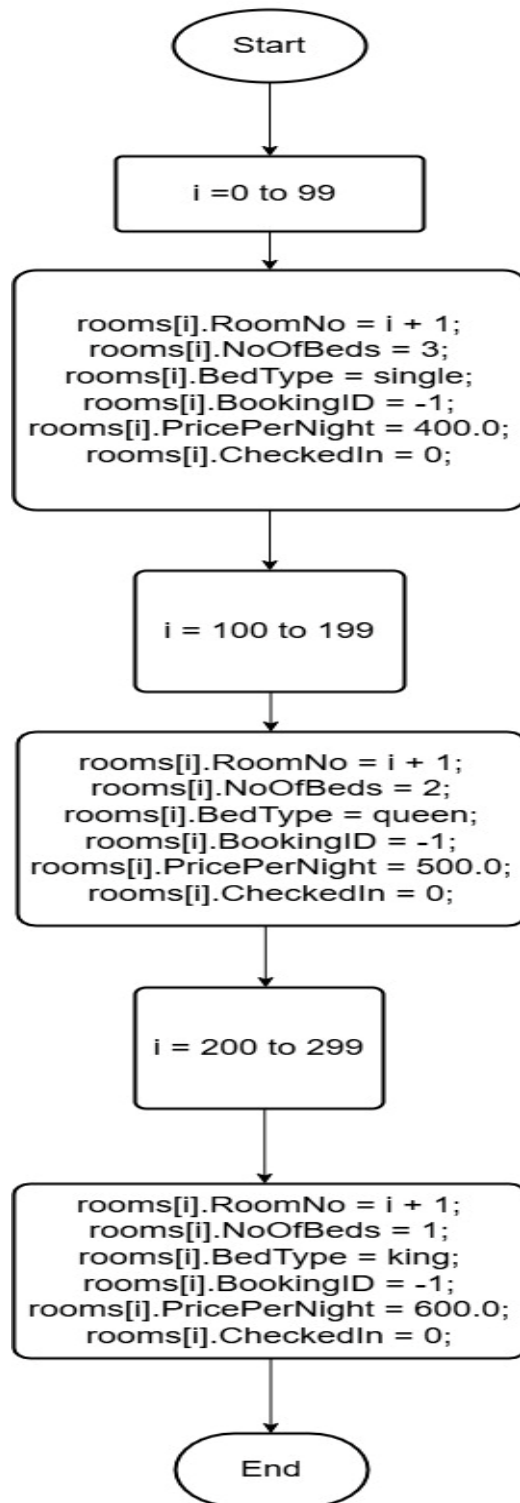 Start
i =0 to 99
rooms[i].RoomNo = i + 1;
rooms[i].NoOfBeds = 3;
rooms[i].BedType = single;
rooms[i].BookingID = -1;
rooms[i].PricePerNight = 400.0;
rooms[i].CheckedIn = 0;
i = 100 to 199
rooms[i].RoomNo = i + 1;
rooms[i].NoOfBeds = 2;
rooms[i].BedType = queen;
rooms[i].BookingID = -1;
rooms[i].PricePerNight = 500.0;
rooms[i].CheckedIn = 0;
i = 200 to 299
rooms[i].RoomNo = i + 1;
rooms[i].NoOfBeds = 1;
rooms[i].BedType = king;
rooms[i].BookingID = -1;
rooms[i].PricePerNight = 600.0;
rooms[i].CheckedIn = 0;
End